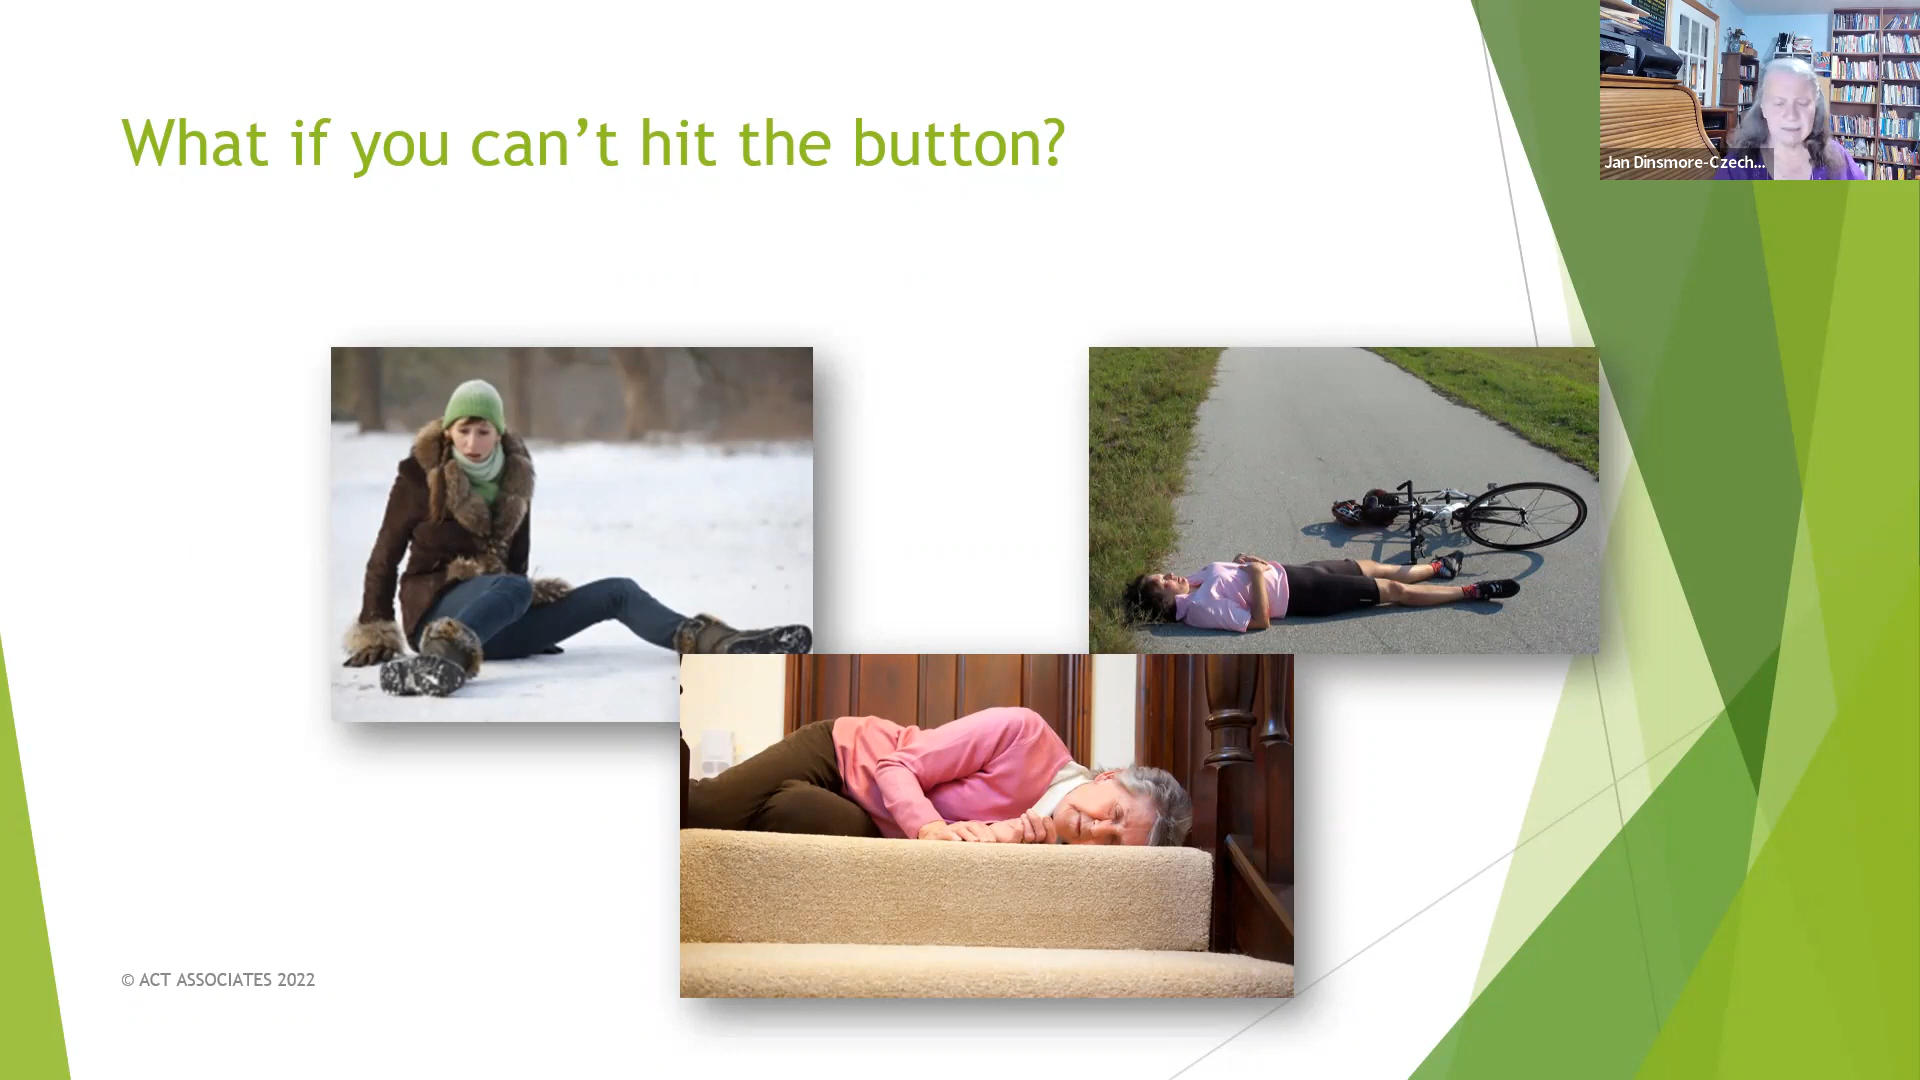 What if you can’t hit the button?
Jan Dinsmore-Czech...
© ACT ASSOCIATES 2022